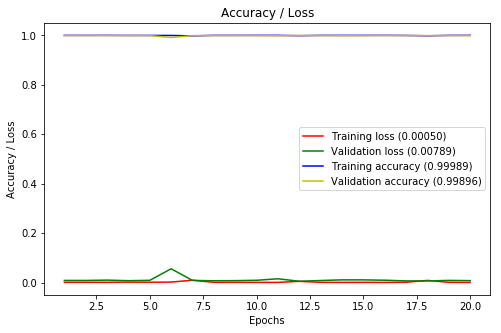 Accuracy / Loss
1.0
0.8
0.6
0.4
0.2
0.0
Accuracy / Loss
Training loss (0.00050)
Validation loss (0.00789)
Training accuracy (0.99989)
Validation accuracy (0.99896)
2.5 5.0 7.5 10.0 12.5 15.0 17.5 20.0
Epochs